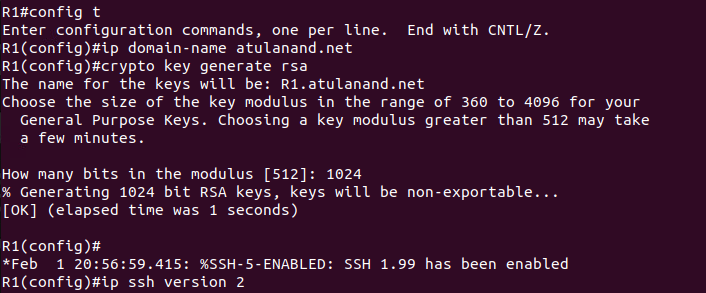 R1#config t
Enter configuration commands, one per line.  End with CNTL/Z.
R1(config)#ip domain-name atulanand.net
R1(config)#crypto key generate rsa
The name for the keys will be: R1.atulanand.net
Choose the size of the key modulus in the range of 360 to 4096 for your
  General Purpose Keys. Choosing a key modulus greater than 512 may take
  a few minutes.

How many bits in the modulus [512]: 1024
% Generating 1024 bit RSA keys, keys will be non-exportable...
[OK] (elapsed time was 1 seconds)

R1(config)#
*Feb  1 20:56:59.415: %SSH-5-ENABLED: SSH 1.99 has been enabled
R1(config)#ip ssh version 2